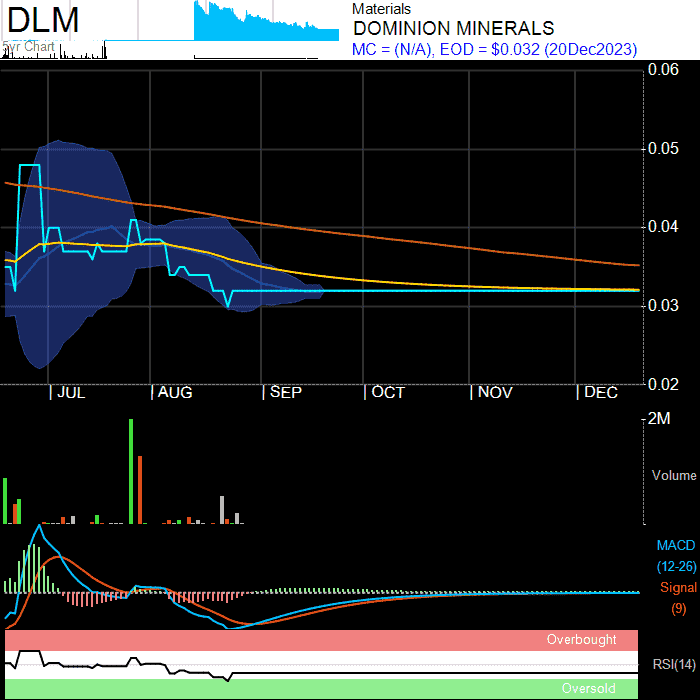 DLM
5yr Chart
Materials
DOMINION MINERALS
MC = (N/A), EOD = $0.032 (20Dec2023)
0.06
0.05
0.04
0.03
0.02
JUL AUG SEP OCT NOV DEC
2M
Volume
MACD
(12-26)
Signal
(9)
Overbought
RSI(14)
Oversold